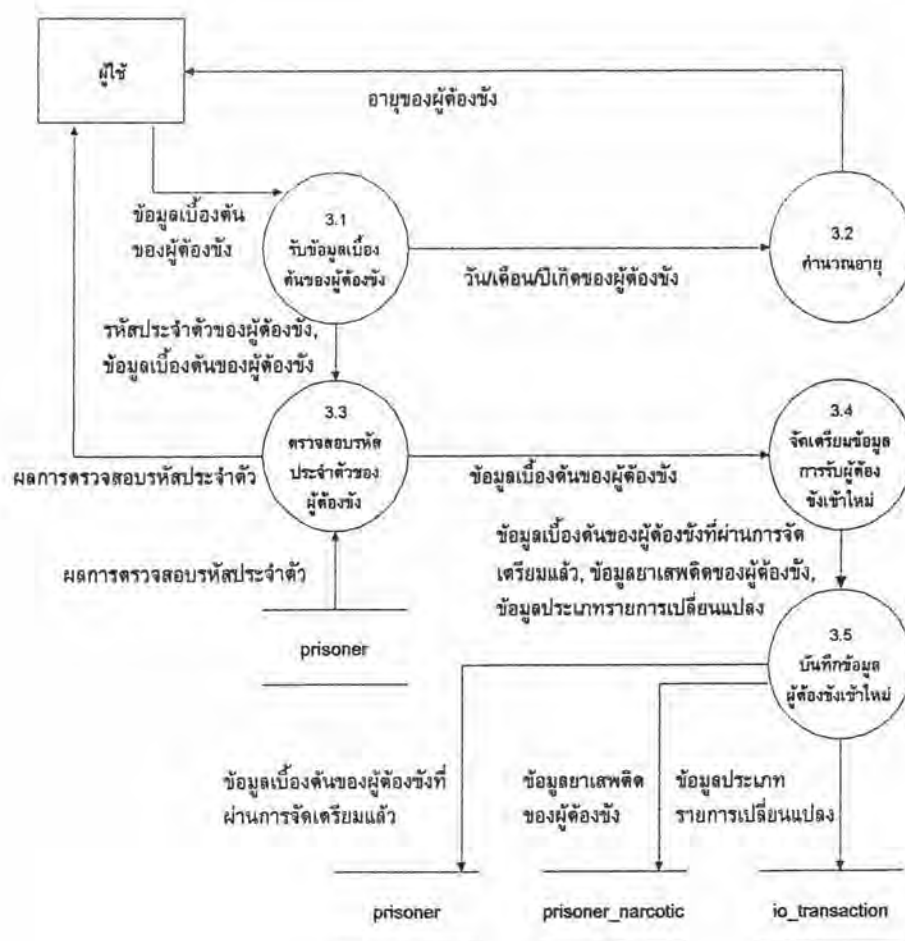 ผู้ใช้
อายุของผู้ต้องขัง
ข้อมูลเบื้องต้น
ของผู้ต้องขัง
3.1
รับข้อมูลเบื้อง
ต้นของผู้ต้องขัง
วัน/เดือน/ปีเกิดของผู้ต้องขัง
3.2
คำนวณอายุ
รหัสประจำตัวของผู้ต้องขัง,
ข้อมูลเบื้องต้นของผู้ต้องขัง
3.3
ตรวจสอบรหัส
ประจำตัวของ
ผู้ต้องขัง
ผลการตรวจสอบรหัสประจำตัว
ข้อมูลเบื้องต้นของผู้ต้องขัง
3.4
จัดเตรียมข้อมูล
การรับผู้ต้อง
ขังเข้าใหม่
ผลการตรวจสอบรหัสประจำตัว
prisoner
ข้อมูลเบื้องต้นของผู้ต้องขังที่ผ่านการจัด
เตรียมแล้ว, ข้อมูลยาเสพติดของผู้ต้องขัง,
ข้อมูลประเภทรายการเปลี่ยนแปลง
3.5
บันทึกข้อมูล
ผู้ต้องขังเข้าใหม่
ข้อมูลเบื้องต้นของผู้ต้องขังที่
ผ่านการจัดเตรียมแล้ว
ข้อมูลยาเสพติด
ของผู้ต้องขัง
ข้อมูลประเภท
รายการเปลี่ยนแปลง
prisoner
prisoner_narcotic
io_transaction